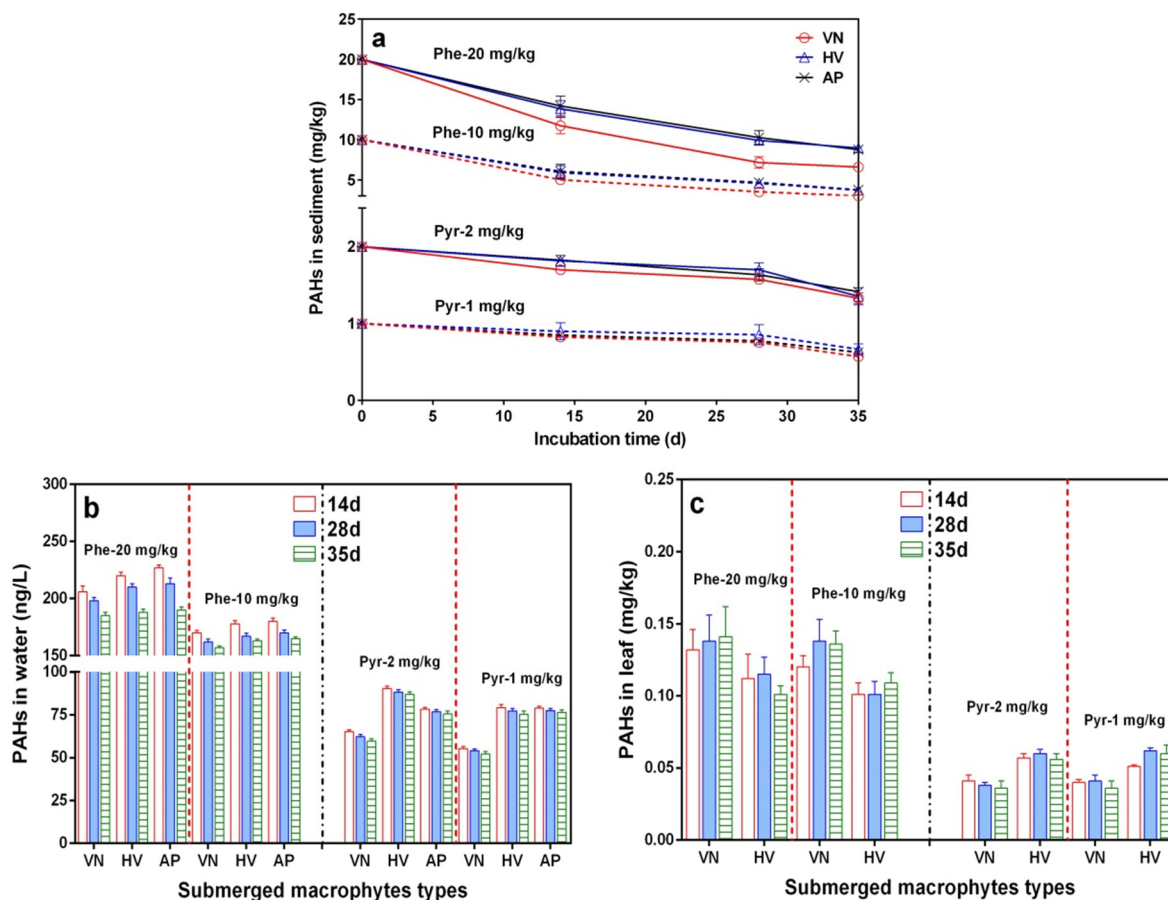 a
25
20
15
10
5
2
1
0
PAHs in sediment (mg/kg)
Phe-20 mg/kg
Phe-10 mg/kg
Pyr-2 mg/kg
Pyr-1 mg/kg
VN
HV
AP
0 5 10 15 20 25 30 35
Incubation time (d)
b
300
250
200
150
100
75
50
25
0
PAHs in water (ng/L)
14d
28d
35d
Phe-20 mg/kg
Phe-10 mg/kg
Pyr-2 mg/kg
Pyr-1 mg/kg
VN HV AP VN HV AP VN HV AP VN HV AP
Submerged macrophytes types
c
0.25
0.20
0.15
0.10
0.05
0.00
PAHs in leaf (mg/kg)
14d
28d
35d
Phe-20 mg/kg
Phe-10 mg/kg
Pyr-2 mg/kg
Pyr-1 mg/kg
VN HV VN HV VN HV VN HV
Submerged macrophytes types